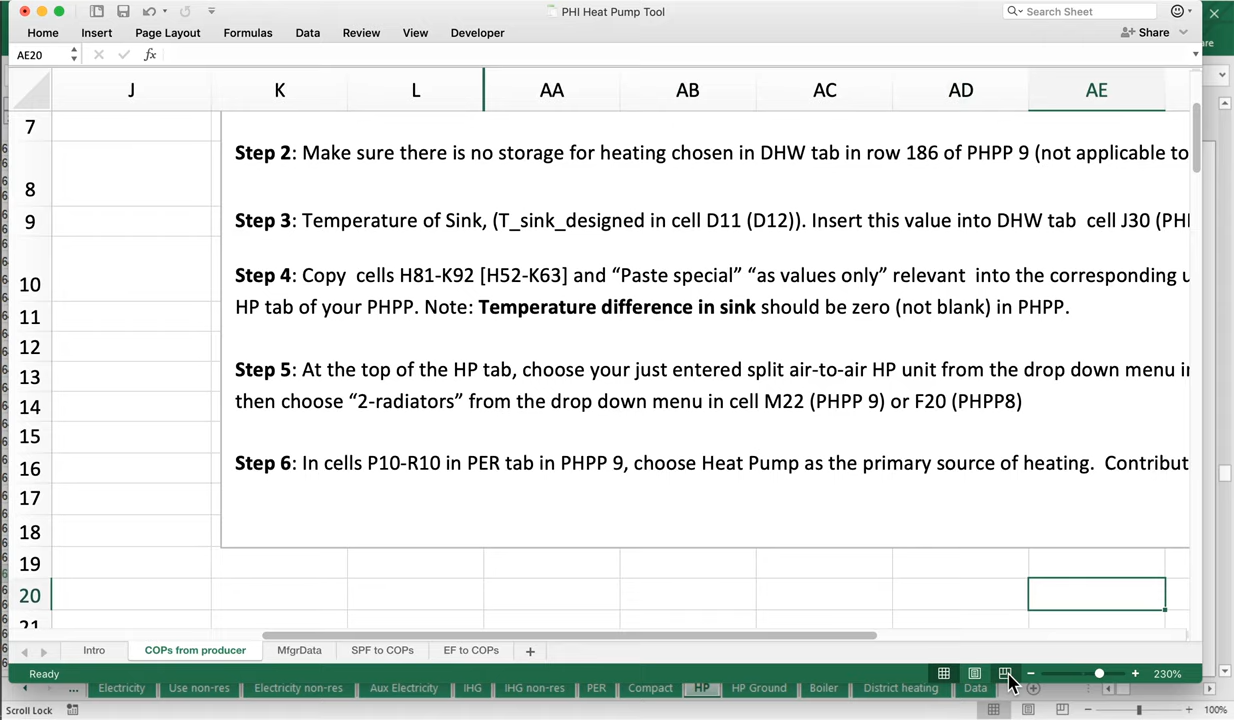 PHI Heat Pump Tool
Search Sheet
Home Insert Page Layout Formulas Data Review View Developer
Share
AE20 fx
J K L AA AB AC AD AE
7
Step 2: Make sure there is no storage for heating chosen in DHW tab in row 186 of PHPP 9 (not applicable to
8
9 Step 3: Temperature of Sink, (T_sink_designed in cell D11 (D12)). Insert this value into DHW tab cell J30 (PHI
10 Step 4: Copy cells H81-K92 [H52-K63] and “Paste special” “as values only” relevant into the corresponding u
11 HP tab of your PHPP. Note: Temperature difference in sink should be zero (not blank) in PHPP.
12
13 Step 5: At the top of the HP tab, choose your just entered split air-to-air HP unit from the drop down menu in
14 then choose “2-radiators” from the drop down menu in cell M22 (PHPP 9) or F20 (PHPP8)
15
16 Step 6: In cells P10-R10 in PER tab in PHPP 9, choose Heat Pump as the primary source of heating. Contribut
17
18
19
20
21
Intro COPs from producer MfgrData SPF to COPs EF to COPs +
Ready 230%
... Electricity Use non-res Electricity non-res Aux Electricity IHG IHG non-res PER Compact HP HP Ground Boiler District heating Data
Scroll Lock 100%